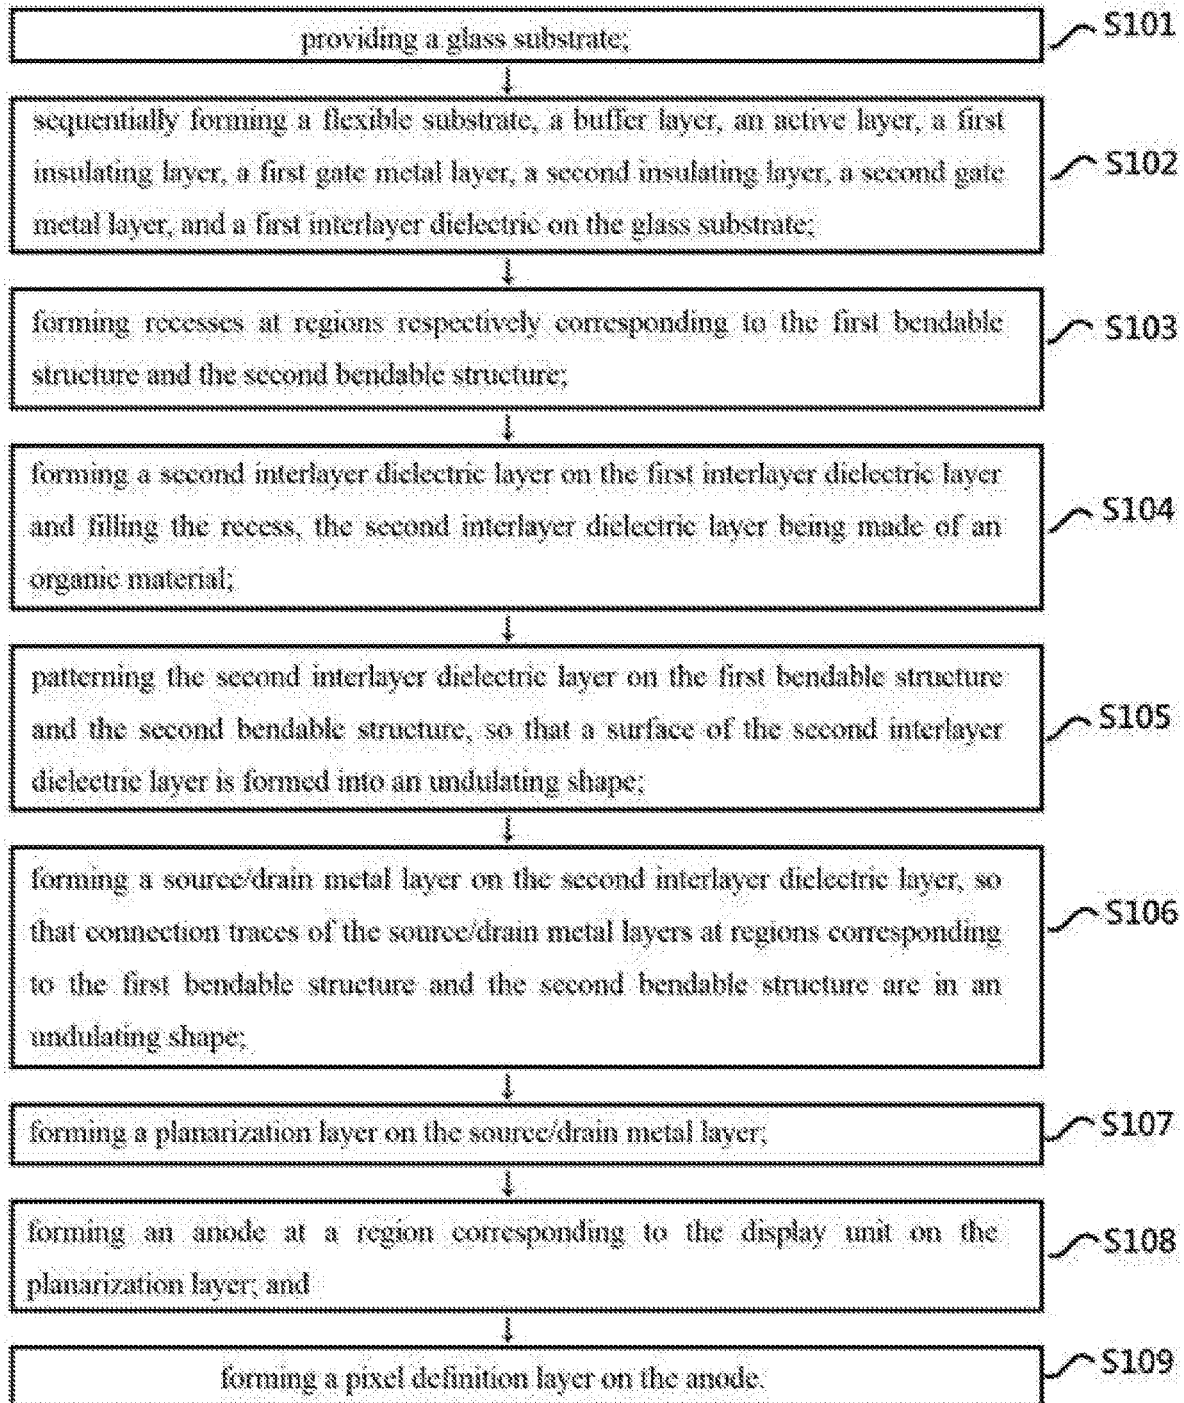 providing a glass substrate;
S101
sequentially forming a flexible substrate, a buffer layer, an active layer, a first
insulating layer, a first gate metal layer, a second insulating layer, a second gate
metal layer, and a first interlayer dielectric on the glass substrate;
S102
forming recesses at regions respectively corresponding to the first bendable
structure and the second bendable structure;
S103
forming a second interlayer dielectric layer on the first interlayer dielectric layer
and filling the recess, the second interlayer dielectric layer being made of an
organic material;
S104
patterning the second interlayer dielectric layer on the first bendable structure
and the second bendable structure, so that a surface of the second interlayer
dielectric layer is formed into an undulating shape;
S105
forming a source/drain metal layer on the second interlayer dielectric layer, so
that connection traces of the source/drain metal layers at regions corresponding
to the first bendable structure and the second bendable structure are in an
undulating shape;
S106
forming a planarization layer on the source/drain metal layer;
S107
forming an anode at a region corresponding to the display unit on the
planarization layer; and
S108
forming a pixel definition layer on the anode.
S109